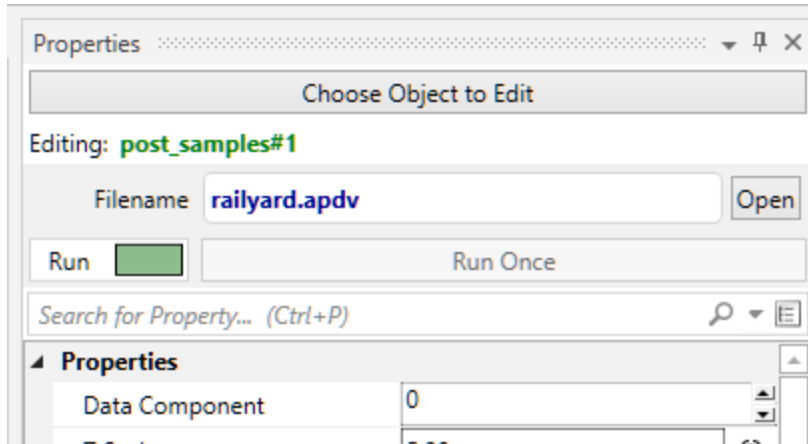 Properties
Choose Object to Edit
Editing: post_samples#1
Filename railyard.apdv Open
Run Run Once
Search for Property... (Ctrl+P)
Properties
Data Component 0